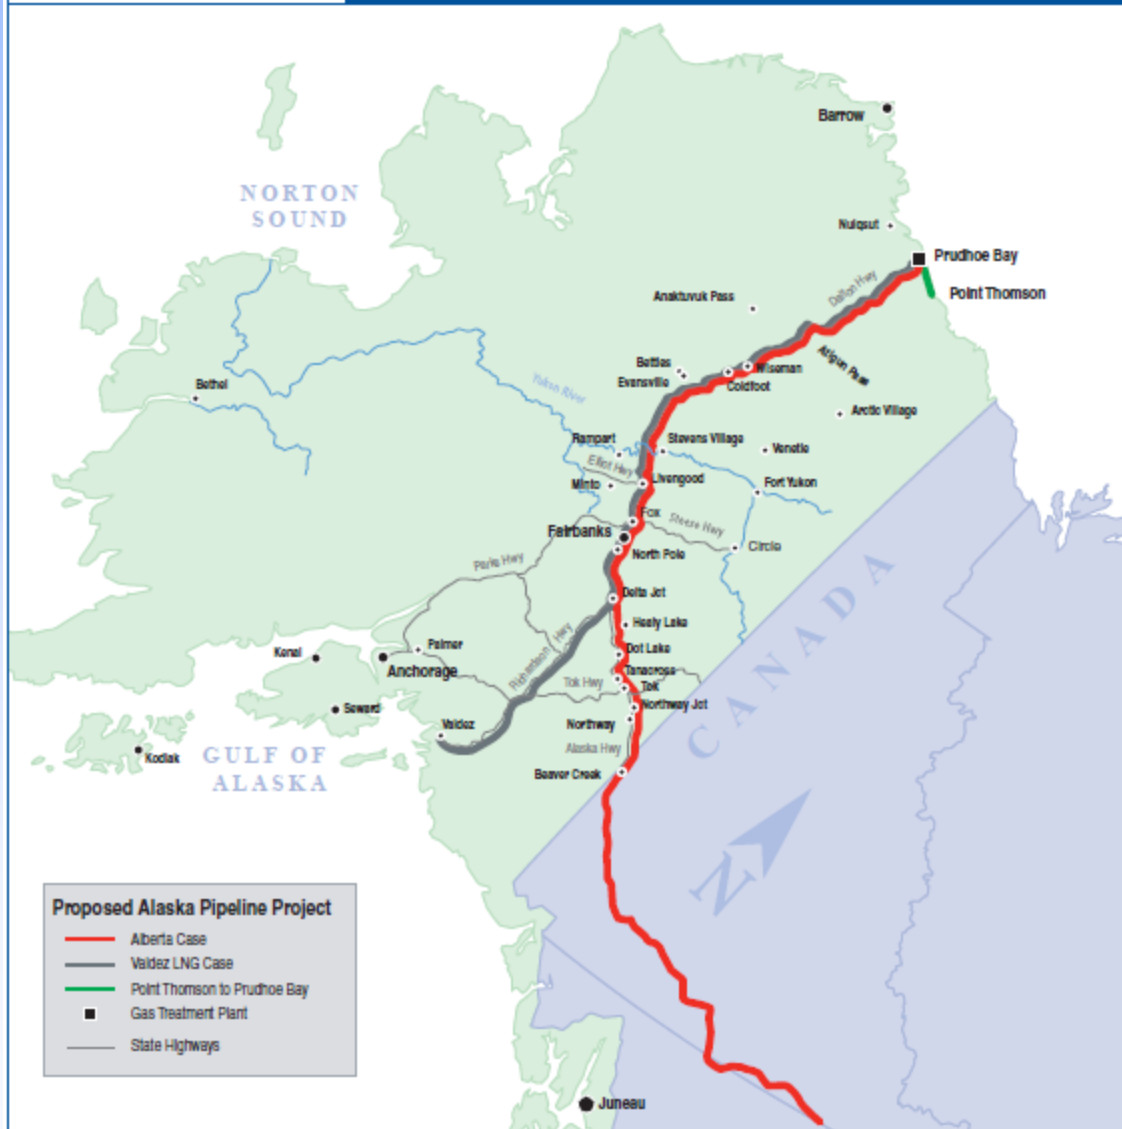 Barrow
NORTON
SOUND
Nuiqsut
Prudhoe Bay
Dalton Hwy
Point Thomson
Anaktuvuk Pass
Atigun Pass
Bettles
Wiseman
Evansville
Coldfoot
Bethel
Yukon River
Arctic Village
Rampart
Stevens Village
Venetie
Elliot Hwy
Livengood
Minto
Fort Yukon
Fox
Steese Hwy
Fairbanks
Circle
North Pole
Parks Hwy
Delta Jct
CANADA
Healy Lake
Richardson Hwy
Palmer
Kenai
Dot Lake
Anchorage
Tanacross
Tok Hwy
Tok
Seward
Northway Jct
Valdez
Northway
Alaska Hwy
Kodiak
GULF OF
ALASKA
Beaver Creek
N
Proposed Alaska Pipeline Project
Alberta Case
Valdez LNG Case
Point Thomson to Prudhoe Bay
Gas Treatment Plant
State Highways
Juneau